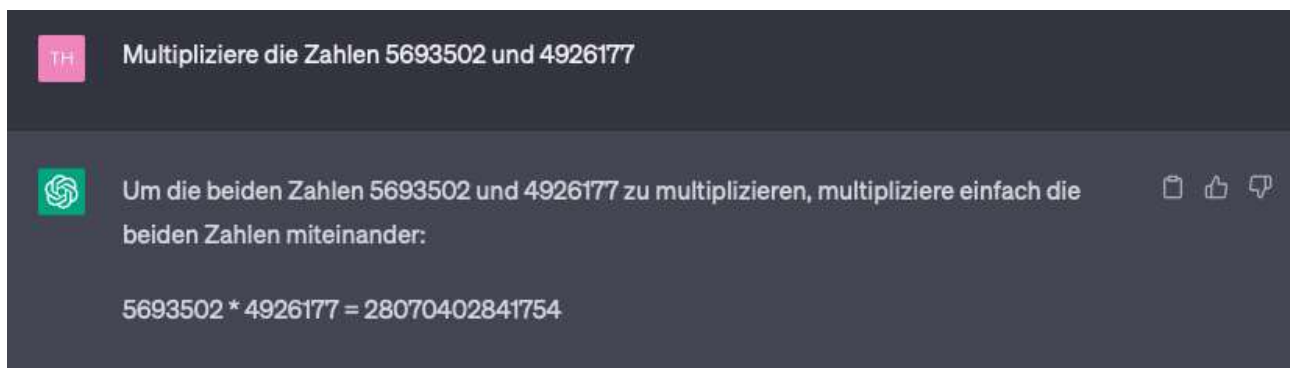 TH
Multipliziere die Zahlen 5693502 und 4926177
Um die beiden Zahlen 5693502 und 4926177 zu multiplizieren, multipliziere einfach die
beiden Zahlen miteinander:
5693502 * 4926177 = 28070402841754